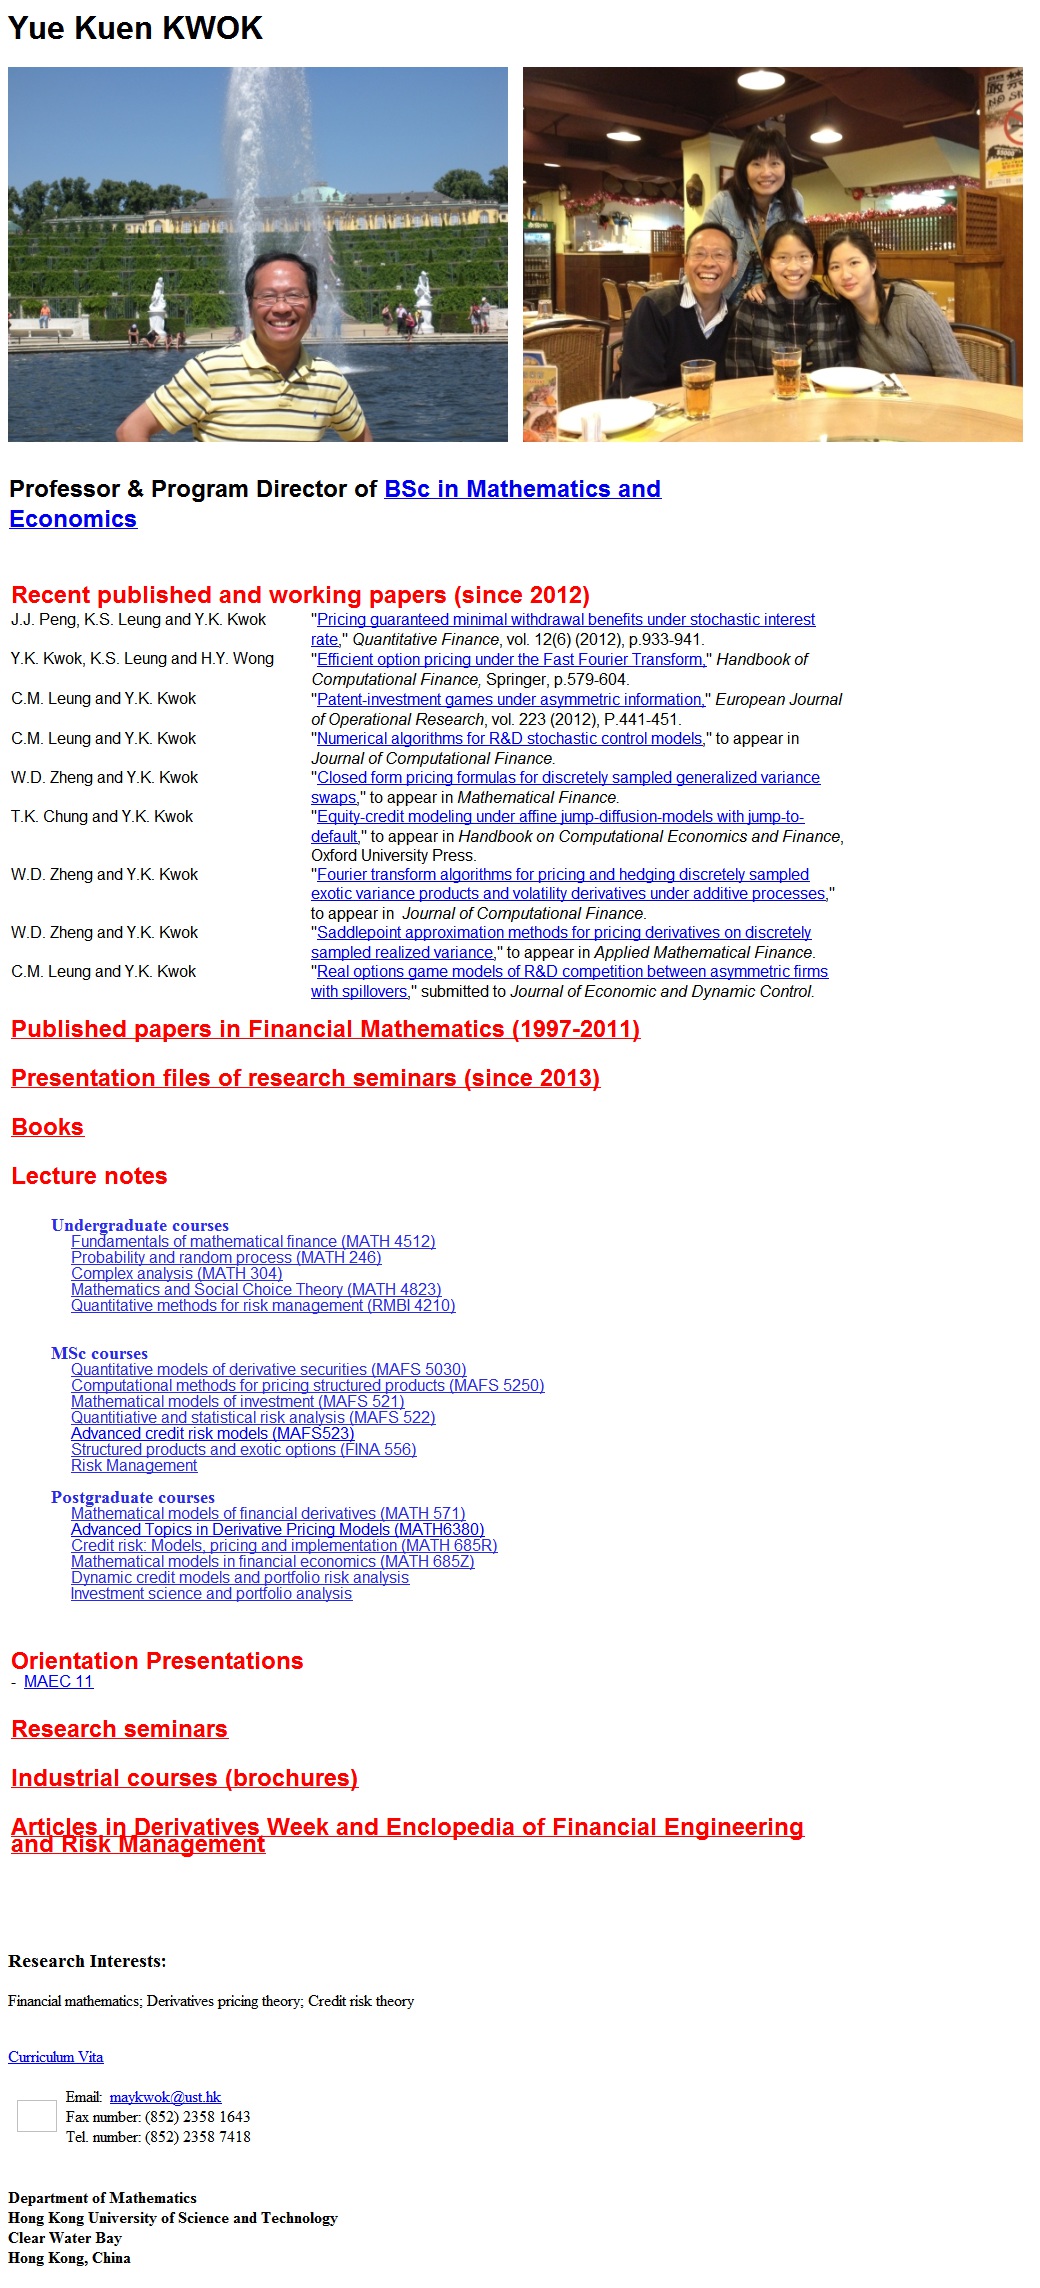 Yue Kuen KWOK
Professor & Program Director of BSc in Mathematics and
Economics
Recent published and working papers (since 2012)
J.J. Peng, K.S. Leung and Y.K. Kwok "Pricing guaranteed minimal withdrawal benefits under stochastic interest
rate," Quantitative Finance, vol. 12(6) (2012), p.933-941.
Y.K. Kwok, K.S. Leung and H.Y. Wong "Efficient option pricing under the Fast Fourier Transform," Handbook of
Computational Finance, Springer, p.579-604.
C.M. Leung and Y.K. Kwok "Patent-investment games under asymmetric information," European Journal
of Operational Research, vol. 223 (2012), P.441-451.
C.M. Leung and Y.K. Kwok "Numerical algorithms for R&D stochastic control models," to appear in
Journal of Computational Finance.
W.D. Zheng and Y.K. Kwok "Closed form pricing formulas for discretely sampled generalized variance
swaps," to appear in Mathematical Finance.
T.K. Chung and Y.K. Kwok "Equity-credit modeling under affine jump-diffusion-models with jump-to-
default," to appear in Handbook on Computational Economics and Finance,
Oxford University Press.
W.D. Zheng and Y.K. Kwok "Fourier transform algorithms for pricing and hedging discretely sampled
exotic variance products and volatility derivatives under additive processes,"
to appear in Journal of Computational Finance.
W.D. Zheng and Y.K. Kwok "Saddlepoint approximation methods for pricing derivatives on discretely
sampled realized variance," to appear in Applied Mathematical Finance.
C.M. Leung and Y.K. Kwok "Real options game models of R&D competition between asymmetric firms
with spillovers," submitted to Journal of Economic and Dynamic Control.
Published papers in Financial Mathematics (1997-2011)
Presentation files of research seminars (since 2013)
Books
Lecture notes
Undergraduate courses
Fundamentals of mathematical finance (MATH 4512)
Probability and random process (MATH 246)
Complex analysis (MATH 304)
Mathematics and Social Choice Theory (MATH 4823)
Quantitative methods for risk management (RMBI 4210)
MSc courses
Quantitative models of derivative securities (MAFS 5030)
Computational methods for pricing structured products (MAFS 5250)
Mathematical models of investment (MAFS 521)
Quantitiative and statistical risk analysis (MAFS 522)
Advanced credit risk models (MAFS523)
Structured products and exotic options (FINA 556)
Risk Management
Postgraduate courses
Mathematical models of financial derivatives (MATH 571)
Advanced Topics in Derivative Pricing Models (MATH6380)
Credit risk: Models, pricing and implementation (MATH 685R)
Mathematical models in financial economics (MATH 685Z)
Dynamic credit models and portfolio risk analysis
Investment science and portfolio analysis
Orientation Presentations
- MAEC 11
Research seminars
Industrial courses (brochures)
Articles in Derivatives Week and Enclopedia of Financial Engineering
and Risk Management
Research Interests:
Financial mathematics; Derivatives pricing theory; Credit risk theory
Curriculum Vita
Email: maykwok@ust.hk
Fax number: (852) 2358 1643
Tel. number: (852) 2358 7418
Department of Mathematics
Hong Kong University of Science and Technology
Clear Water Bay
Hong Kong, China